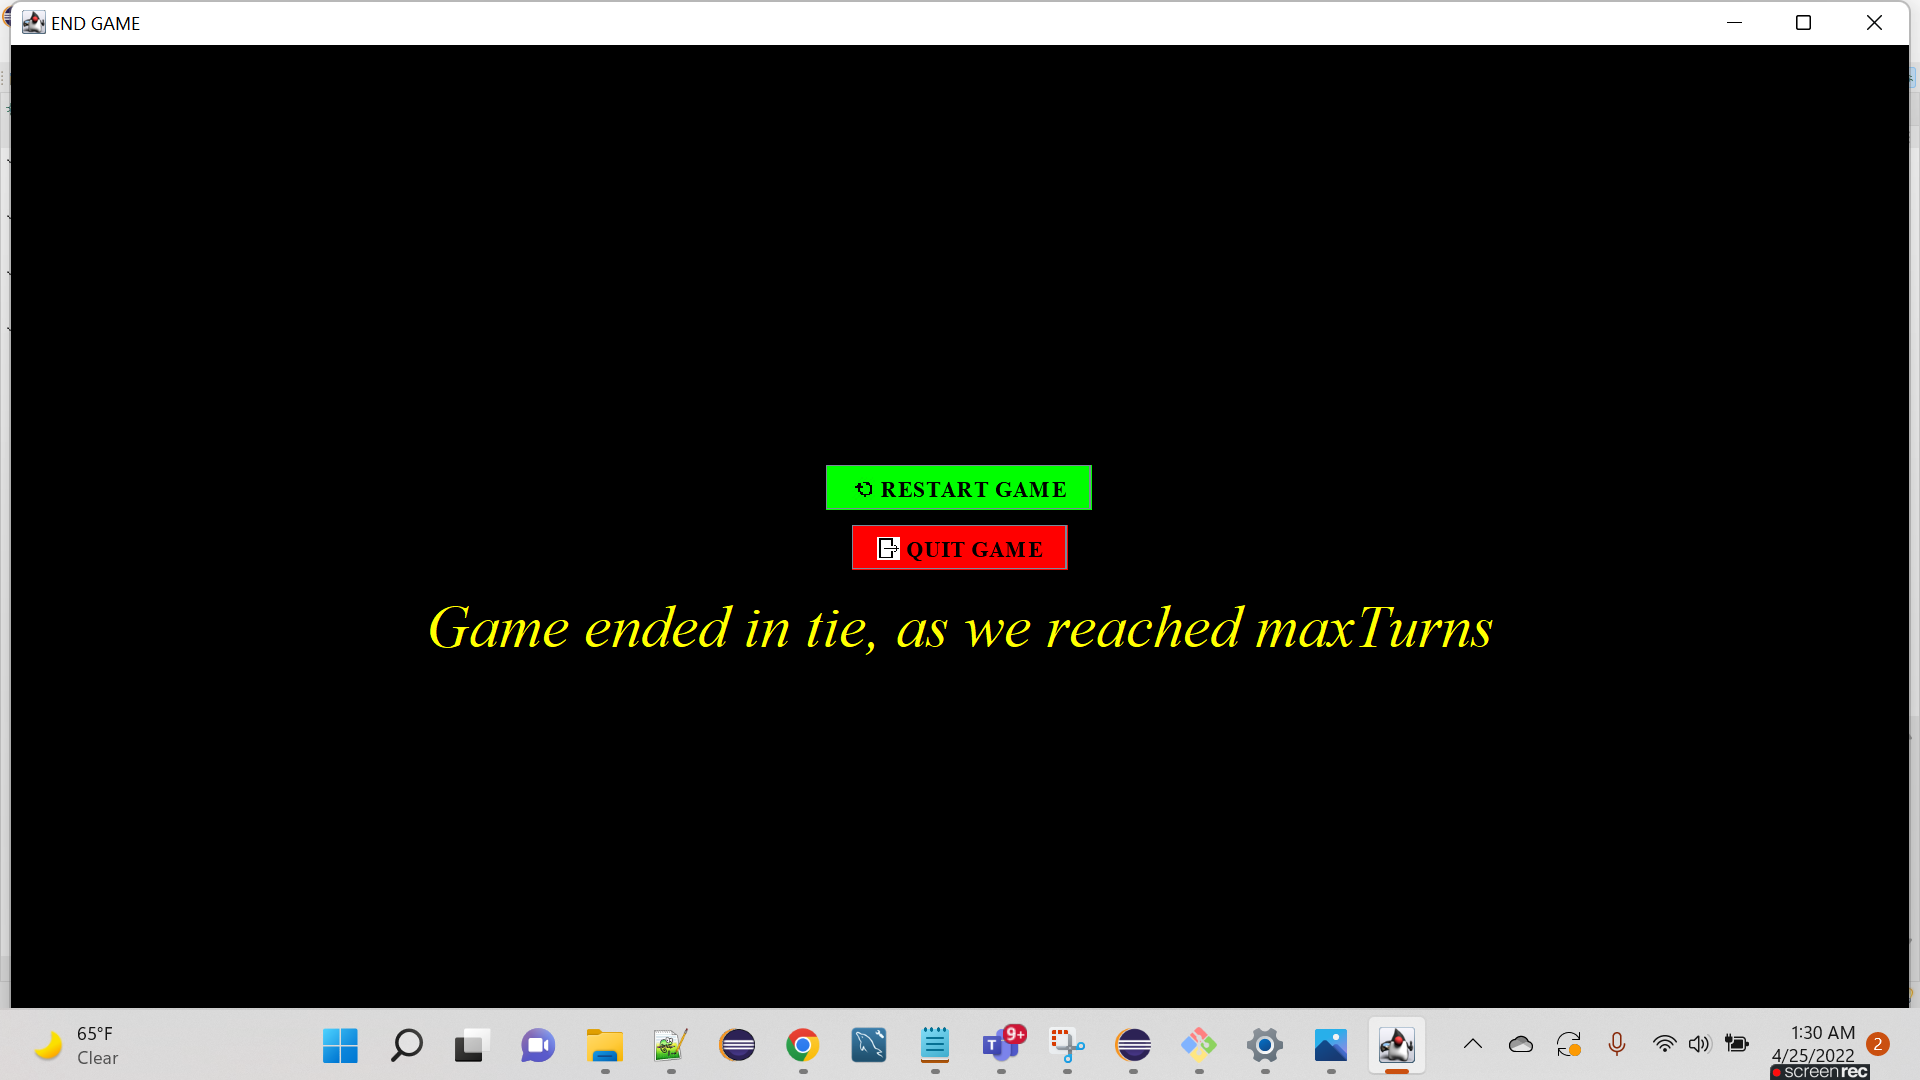 END GAME
RESTART GAME
QUIT GAME
Game ended in tie, as we reached maxTurns
65°F
Clear
T
9+
1:30 AM
4/25/2022
2
screenrec